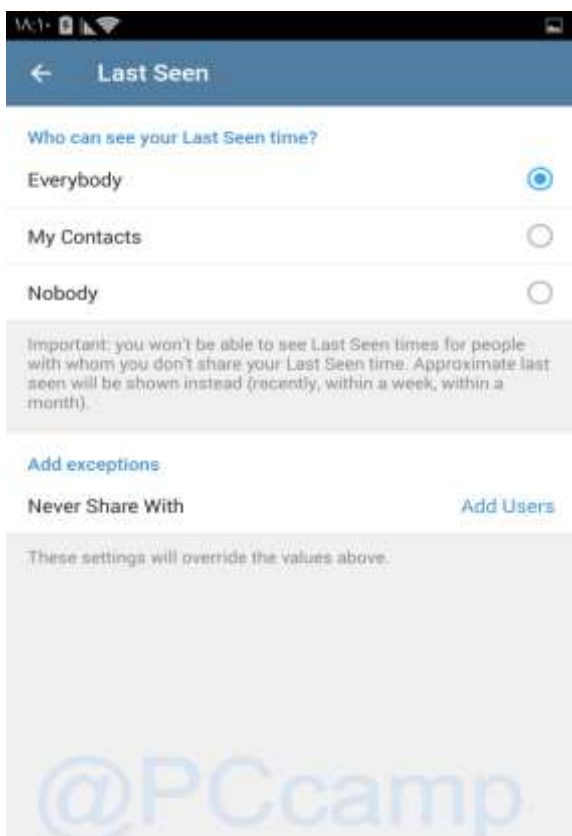 ١٨:١٠
Last Seen
Who can see your Last Seen time?
Everybody
My Contacts
Nobody
Important: you won't be able to see Last Seen times for people
with whom you don't share your Last Seen time. Approximate last
seen will be shown instead (recently, within a week, within a
month).
Add exceptions
Never Share With Add Users
These settings will override the values above.
@PCcamp